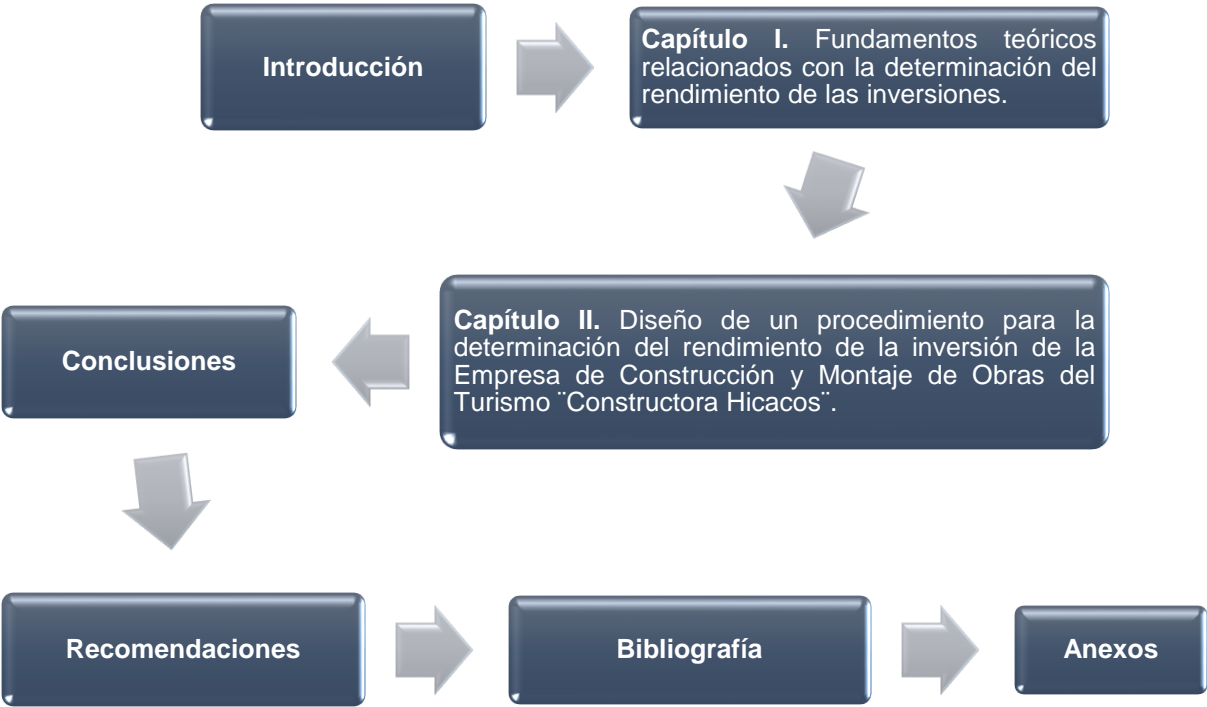 Introducción
Capítulo I. Fundamentos teóricos
relacionados con la determinación del
rendimiento de las inversiones.
Capítulo II. Diseño de un procedimiento para la
determinación del rendimiento de la inversión de la
Empresa de Construcción y Montaje de Obras del
Turismo ¨Constructora Hicacos¨.
Conclusiones
Recomendaciones
Bibliografía
Anexos